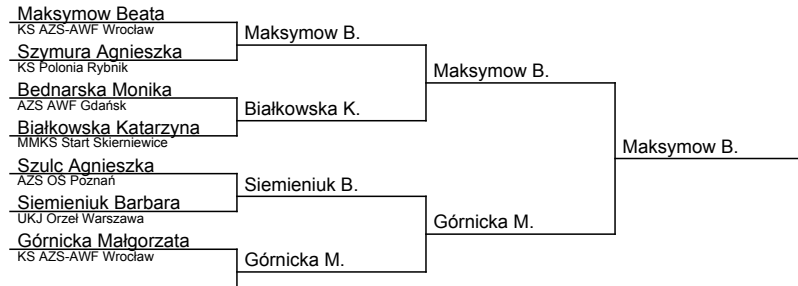 Maksymow Beata
KS AZS-AWF Wrocław
Szymura Agnieszka
KS Polonia Rybnik
Bednarska Monika
AZS AWF Gdańsk
Białkowska Katarzyna
MMKS Start Skierniewice
Szulc Agnieszka
AZS OŚ Poznań
Siemieniuk Barbara
UKJ Orzeł Warszawa
Górnicka Małgorzata
KS AZS-AWF Wrocław
Maksymow B.
Białkowska K.
Siemieniuk B.
Górnicka M.
Maksymow B.
Górnicka M.
Maksymow B.